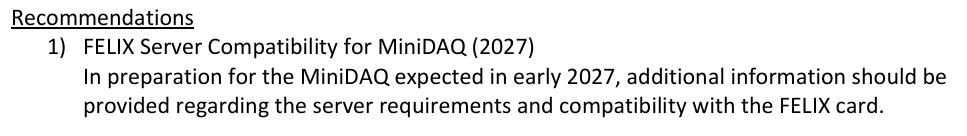 Recommendations
1) FELIX Server Compatibility for MiniDAQ (2027)
In preparation for the MiniDAQ expected in early 2027, additional information should be
provided regarding the server requirements and compatibility with the FELIX card.